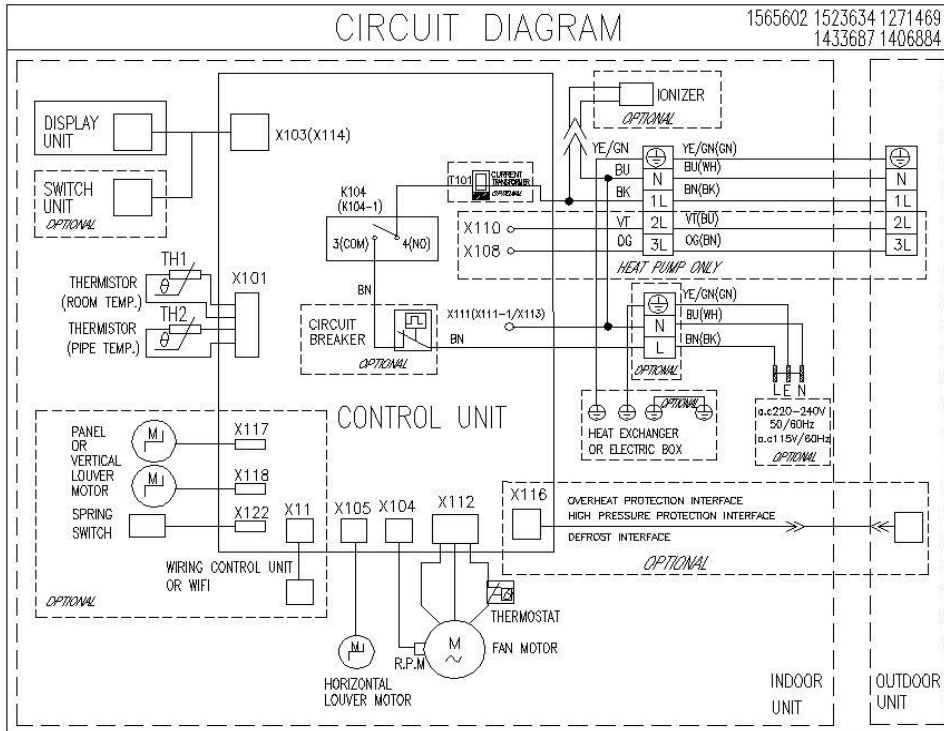 CIRCUIT DIAGRAM
1565602 1523634 1271469
1433687 1406884
DISPLAY
UNIT
SWITCH
UNIT
OPTIONAL
X103(X114)
K104
(K104-1)
3(COM)
4(NO)
T101
CURRENT
TRANSFORMER
OPTIONAL
IONIZER
OPTIONAL
YE/GN
YE/GN(GN)
BU
N
BU(WH)
N
BK
1L
BN(BK)
1L
X110
VT
2L
VT(BU)
2L
X108
OG
3L
OG(BN)
3L
HEAT PUMP ONLY
TH1
θ
THERMISTOR
(ROOM TEMP.)
TH2
θ
THERMISTOR
(PIPE TEMP.)
X101
BN
CIRCUIT
BREAKER
OPTIONAL
BN
X111(X111-1/X113)
YE/GN(GN)
N
BU(WH)
L
BN(BK)
OPTIONAL
L E N
a.c220-240V
50/60Hz
a.c115V/60Hz
OPTIONAL
OPTIONAL
HEAT EXCHANGER
OR ELECTRIC BOX
CONTROL UNIT
PANEL
OR
VERTICAL
LOUVER
MOTOR
M
M
X117
X118
SPRING
SWITCH
X122
X11
X105
X104
X112
WIRING CONTROL UNIT
OR WIFI
OPTIONAL
X116
OVERHEAT PROTECTION INTERFACE
HIGH PRESSURE PROTECTION INTERFACE
DEFROST INTERFACE
OPTIONAL
THERMOSTAT
M
~
FAN MOTOR
R.P.M
M
HORIZONTAL
LOUVER MOTOR
INDOOR
UNIT
OUTDOOR
UNIT